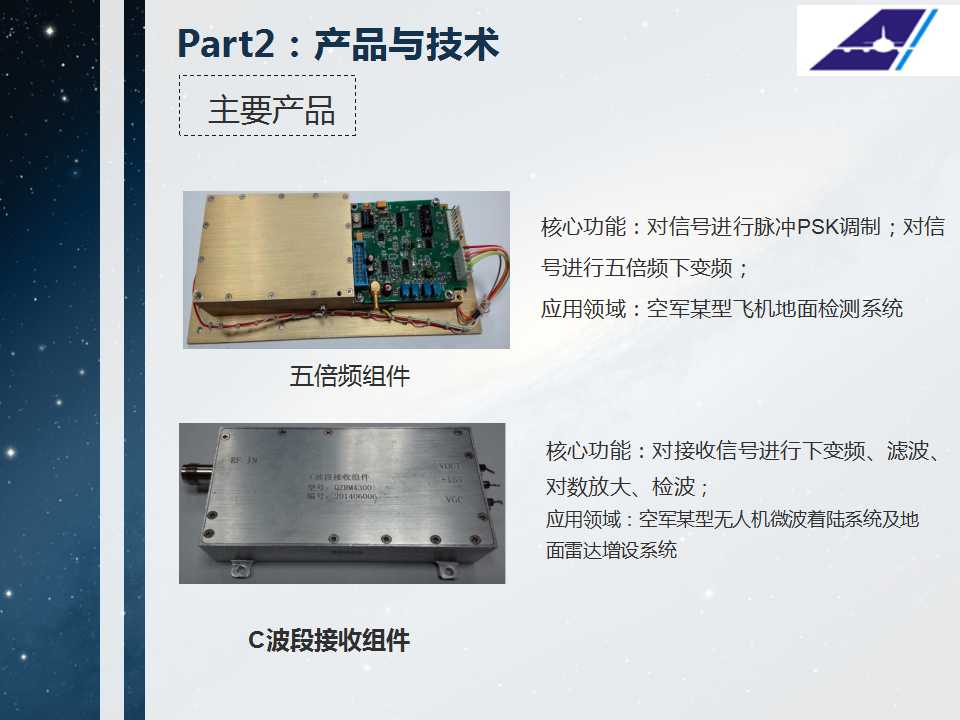 Part2：产品与技术
主要产品
核心功能：对信号进行脉冲PSK调制；对信
号进行五倍频下变频；
应用领域：空军某型飞机地面检测系统
五倍频组件
RF IN
C波段接收组件
型号：QZBM4300
编号：201406006
VOUT
+15V
VGC
核心功能：对接收信号进行下变频、滤波、
对数放大、检波；
应用领域：空军某型无人机微波着陆系统及地
面雷达增设系统
C波段接收组件